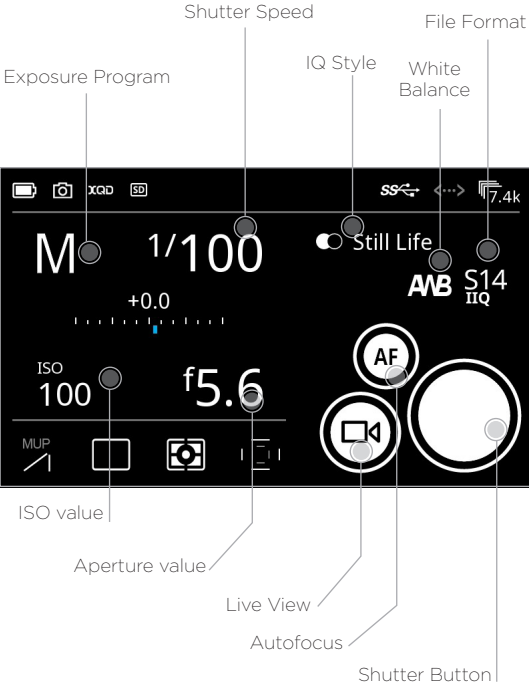 Shutter Speed
File Format
IQ Style
White
Balance
Exposure Program
XQD
SD
SS
7.4k
M
1/100
Still Life
AWB
S14
IIQ
+0.0
AF
ISO
100
f5.6
MUP
ISO value
Aperture value
Live View
Autofocus
Shutter Button